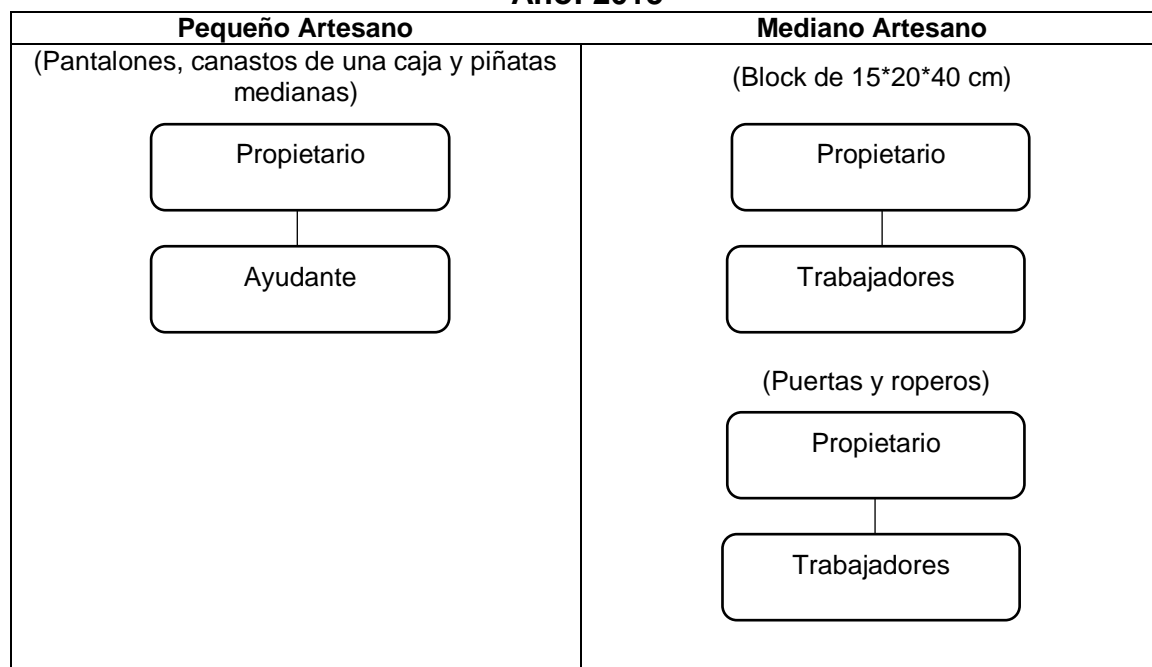 Pequeño Artesano
Mediano Artesano
(Pantalones, canastos de una caja y piñatas
medianas)
Propietario
Ayudante
(Block de 15*20*40 cm)
Propietario
Trabajadores
(Puertas y roperos)
Propietario
Trabajadores